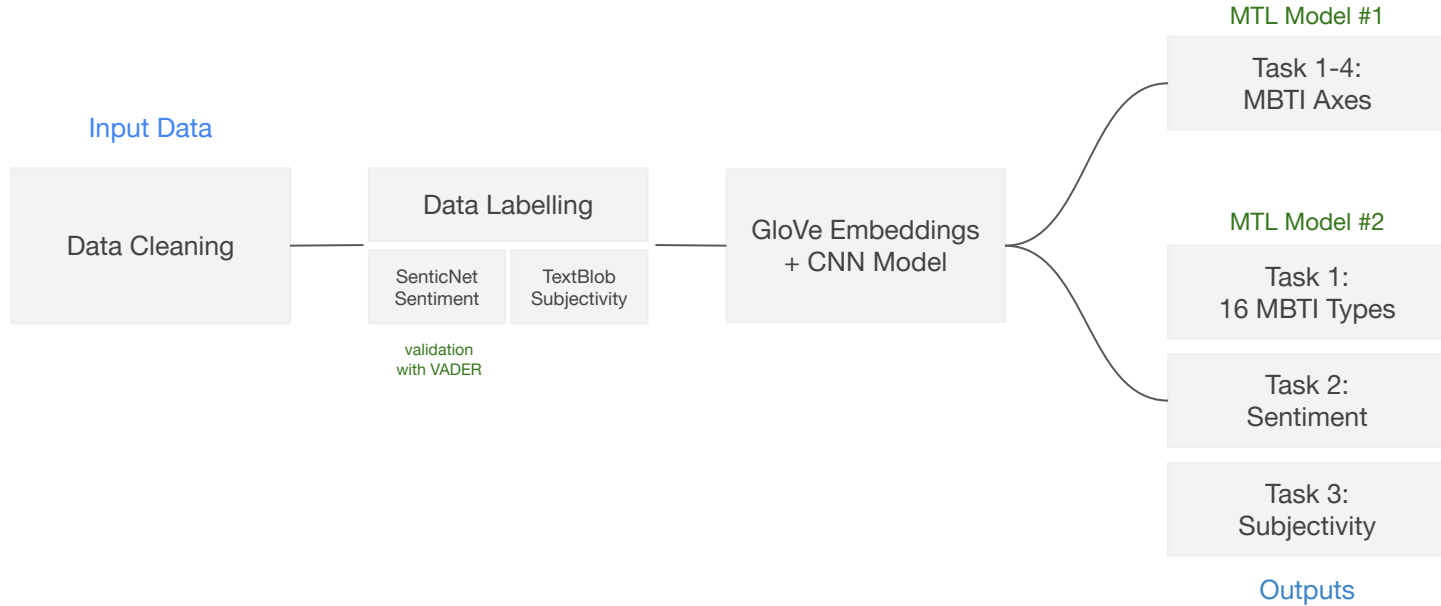 Input Data
Data Cleaning
Data Labelling
SenticNet
Sentiment
TextBlob
Subjectivity
validation
with VADER
GloVe Embeddings
+ CNN Model
MTL Model #1
Task 1-4:
MBTI Axes
MTL Model #2
Task 1:
16 MBTI Types
Task 2:
Sentiment
Task 3:
Subjectivity
Outputs